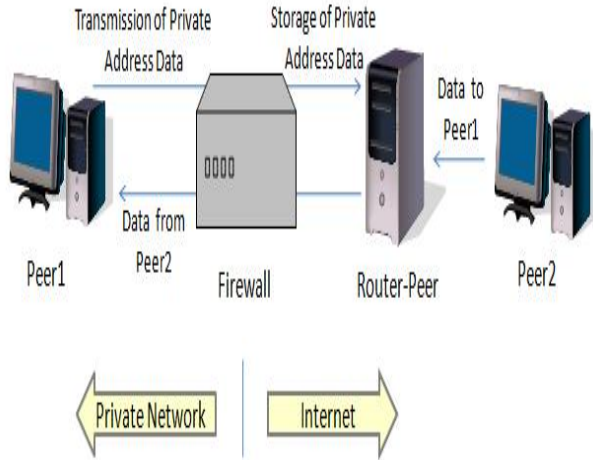 Transmission of Private
Address Data
Storage of Private
Address Data
Data to
Peer1
Data from
Peer2
Peer1
Firewall
Router-Peer
Peer2
Private Network
Internet